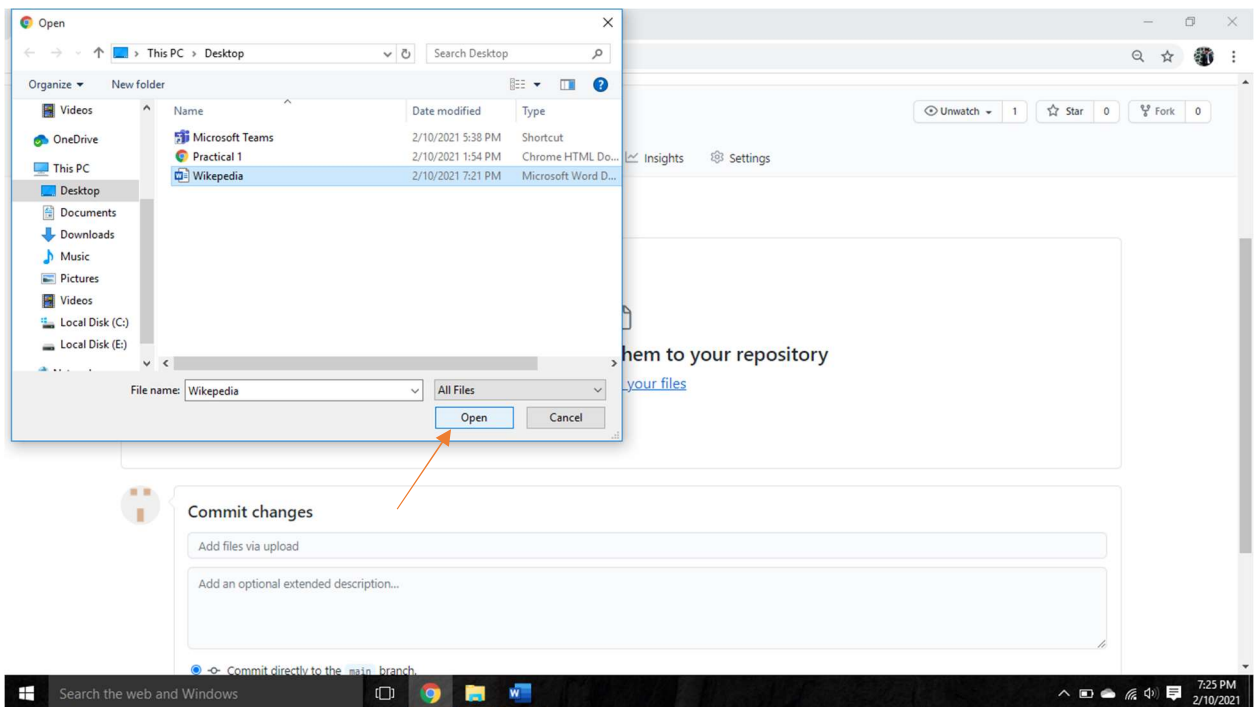 Open
This PC > Desktop
Search Desktop
Organize
New folder
Videos
OneDrive
This PC
Desktop
Documents
Downloads
Music
Pictures
Videos
Local Disk (C:)
Local Disk (E:)
Name Date modified Type
Microsoft Teams 2/10/2021 5:38 PM Shortcut
Practical 1 2/10/2021 1:54 PM Chrome HTML Do...
Wikepedia 2/10/2021 7:21 PM Microsoft Word D...
File name: Wikepedia All Files
Open Cancel
Unwatch 1 Star 0 Fork 0
Insights Settings
hem to your repository
your files
Commit changes
Add files via upload
Add an optional extended description...
Commit directly to the main branch.
Search the web and Windows
7:25 PM
2/10/2021